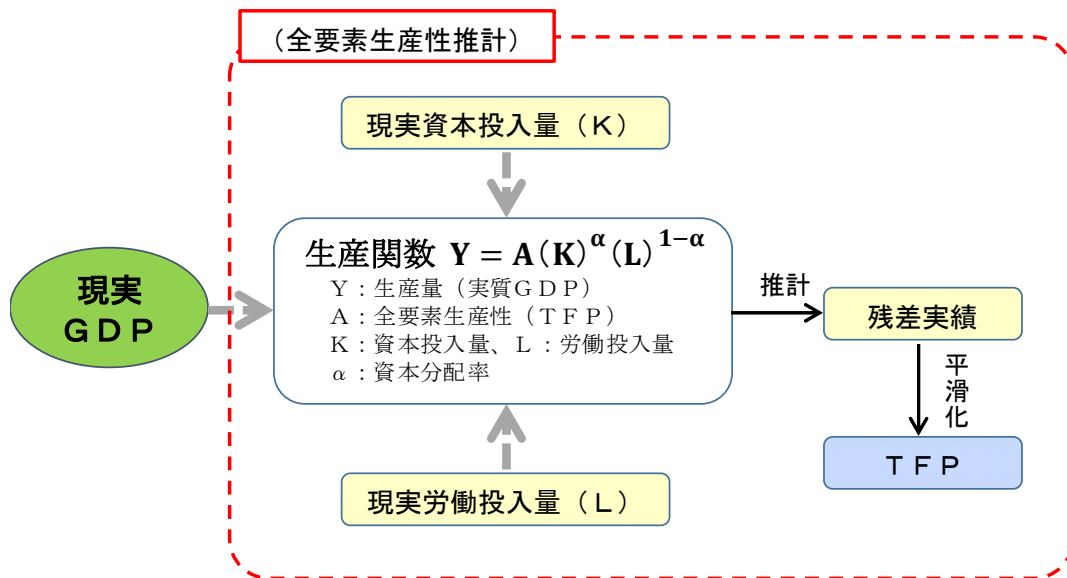 （全要素生産性推計）
現実資本投入量（Ｋ）
生産関数 Y = A(K)^α(L)^1−α
Ｙ：生産量（実質ＧＤＰ）
Ａ：全要素生産性（ＴＦＰ）
Ｋ：資本投入量、Ｌ：労働投入量
α：資本分配率
現実
ＧＤＰ
推計
残差実績
平滑化
ＴＦＰ
現実労働投入量（Ｌ）